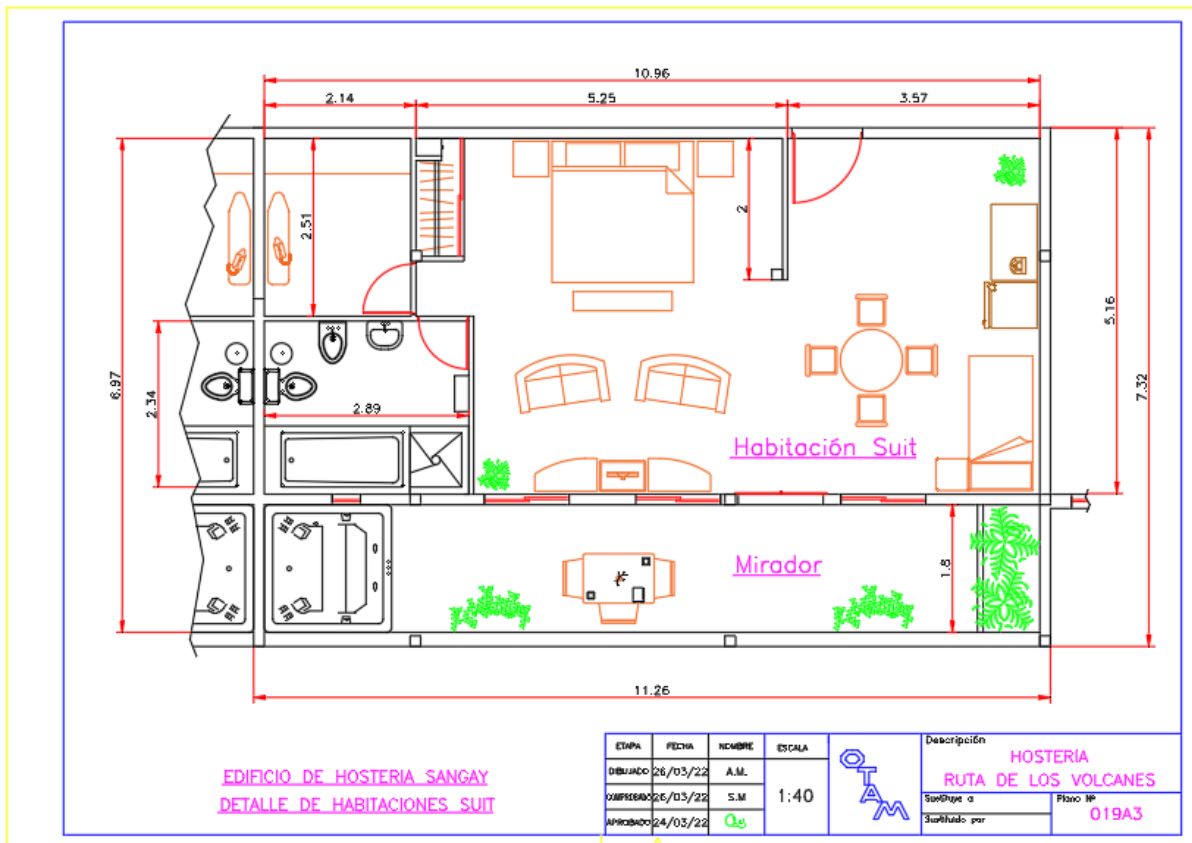 10.96
2.14
5.25
3.57
2.51
2
5.16
6.97
7.32
2.34
2.89
Habitación Suit
Mirador
1.8
11.26
EDIFICIO DE HOSTERIA SANGAY
DETALLE DE HABITACIONES SUIT
ETAPA FECHA NOMBRE ESCALA
DIBUJADO 26/03/22 A.M.
COMPROBADO 26/03/22 S.M
APROBADO 24/03/22
1:40
OTAM
Descripción
HOSTERÍA
RUTA DE LOS VOLCANES
Sustituye a
Sustituido por
Plano Nº
019A3